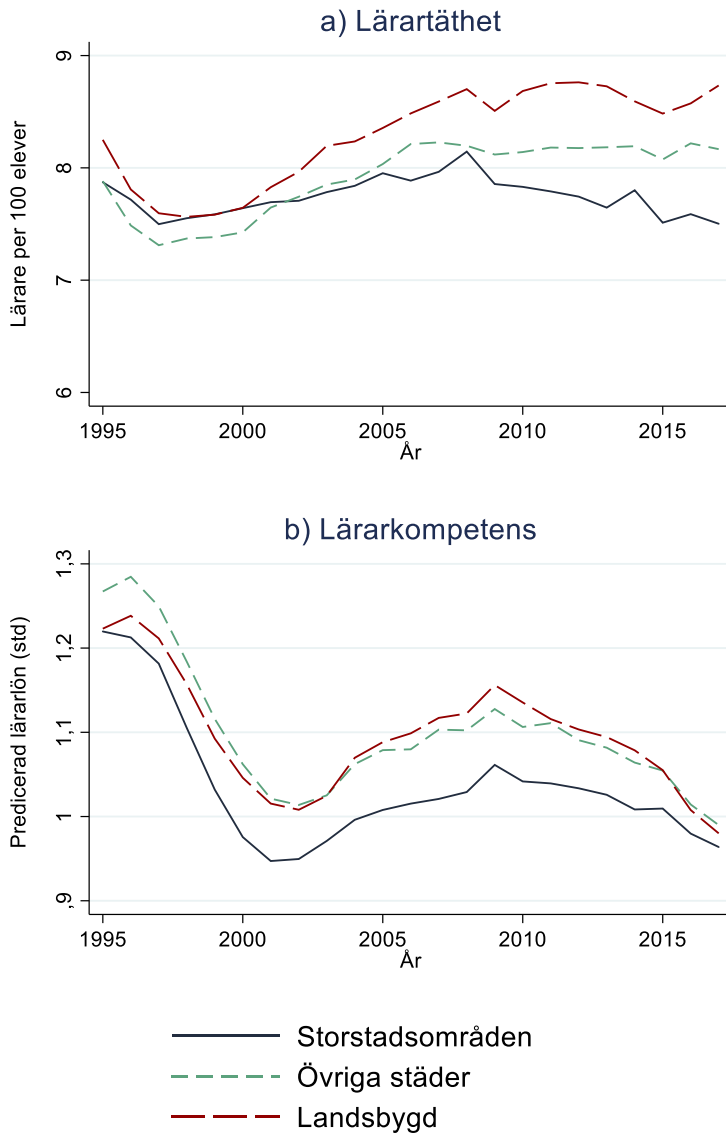 a) Lärartäthet
Lärare per 100 elever
9
8
7
6
1995 2000 2005 2010 2015
År
b) Lärarkompetens
Predicerad lärarlön (std)
1,3
1,2
1,1
1
,9
1995 2000 2005 2010 2015
År
Storstadsområden
Övriga städer
Landsbygd